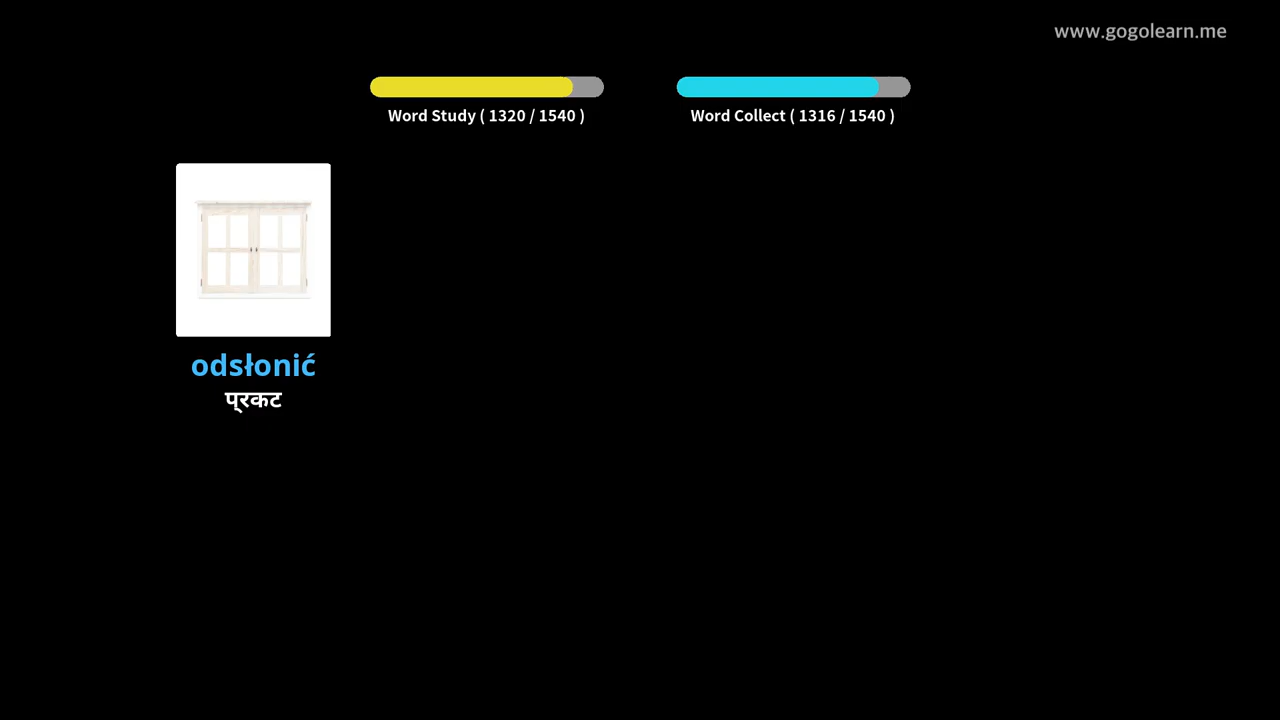 www.gogolearn.me
Word Study ( 1320 / 1540 )
Word Collect ( 1316 / 1540 )
odsłonić
प्रकट